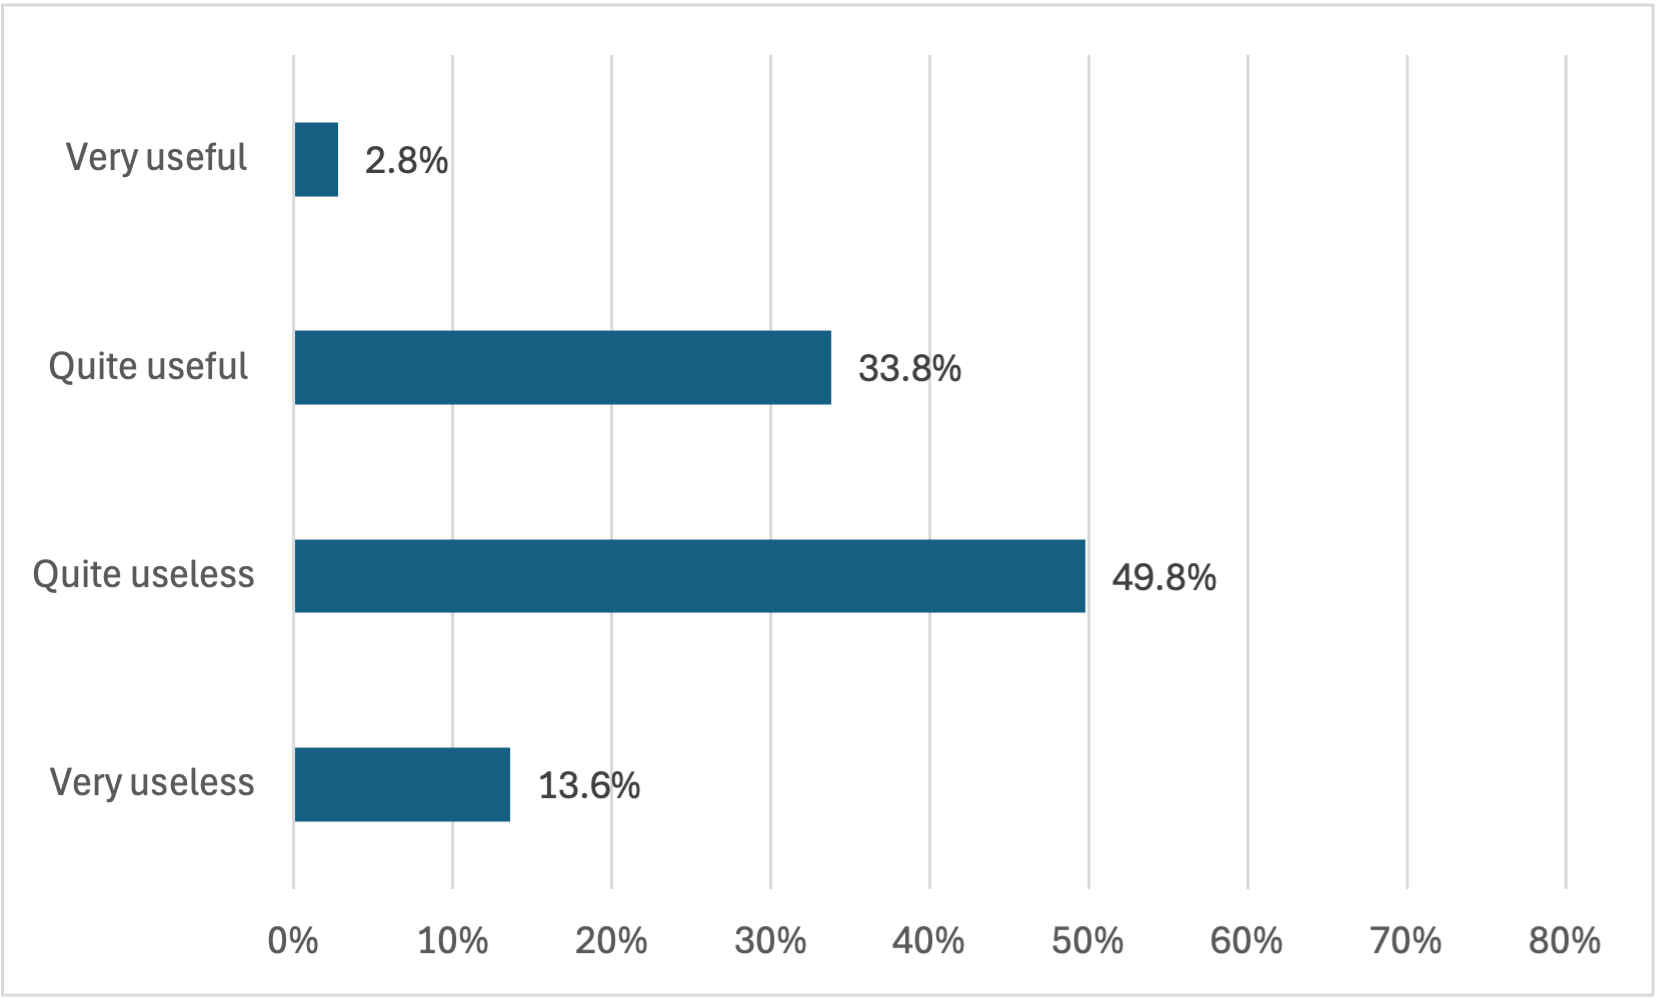 Very useful 2.8%
Quite useful 33.8%
Quite useless 49.8%
Very useless 13.6%
0% 10% 20% 30% 40% 50% 60% 70% 80%